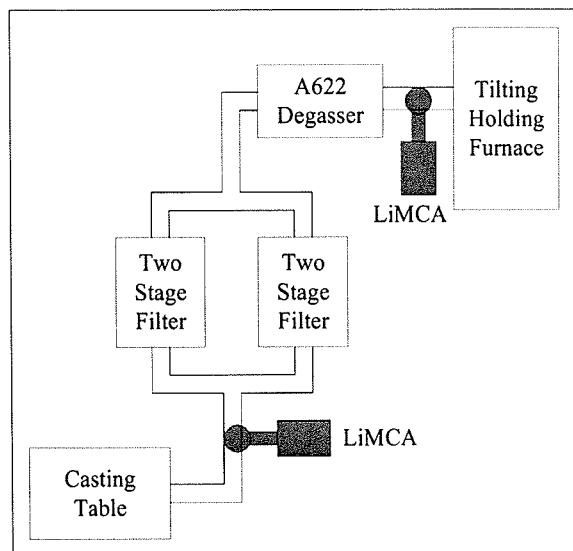 A622
Degasser
Tilting
Holding
Furnace
LiMCA
Two
Stage
Filter
Two
Stage
Filter
LiMCA
Casting
Table